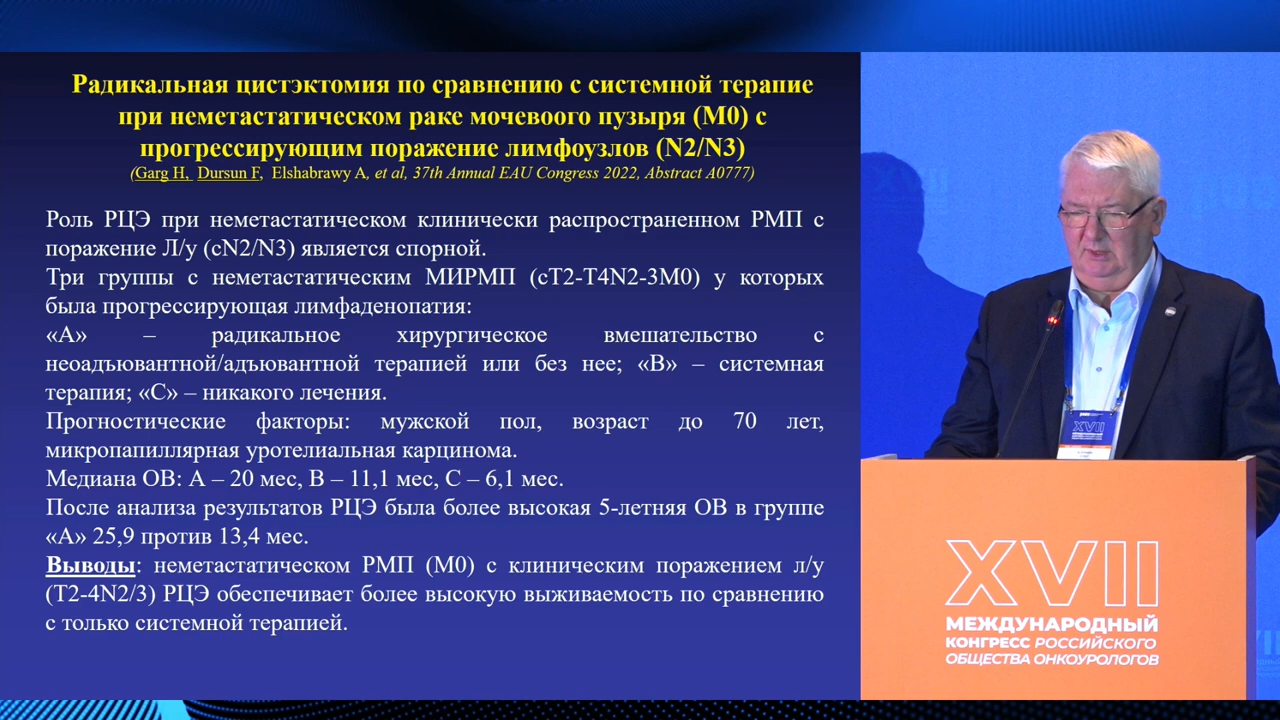 Радикальная цистэктомия по сравнению с системной терапие
при неметастатическом раке мочевоого пузыря (М0) с
прогрессирующим поражение лимфоузлов (N2/N3)
(Garg H, Dursun F, Elshabrawy A, et al, 37th Annual EAU Congress 2022, Abstract A0777)
Роль РЦЭ при неметастатическом клинически распространенном РМП с
поражение Л/у (cN2/N3) является спорной.
Три группы с неметастатическим МИРМП (cT2-T4N2-3M0) у которых
была прогрессирующая лимфаденопатия:
«А» – радикальное хирургическое вмешательство с
неоадъювантной/адъювантной терапией или без нее; «В» – системная
терапия; «С» – никакого лечения.
Прогностические факторы: мужской пол, возраст до 70 лет,
микропапиллярная уротелиальная карцинома.
Медиана ОВ: А – 20 мес, В – 11,1 мес, С – 6,1 мес.
После анализа результатов РЦЭ была более высокая 5-летняя ОВ в группе
«А» 25,9 против 13,4 мес.
Выводы: неметастатическом РМП (М0) с клиническим поражением л/у
(T2-4N2/3) РЦЭ обеспечивает более высокую выживаемость по сравнению
с только системной терапией.
XVII
XVII
МЕЖДУНАРОДНЫЙ
КОНГРЕСС РОССИЙСКОГО
ОБЩЕСТВА ОНКОУРОЛОГОВ